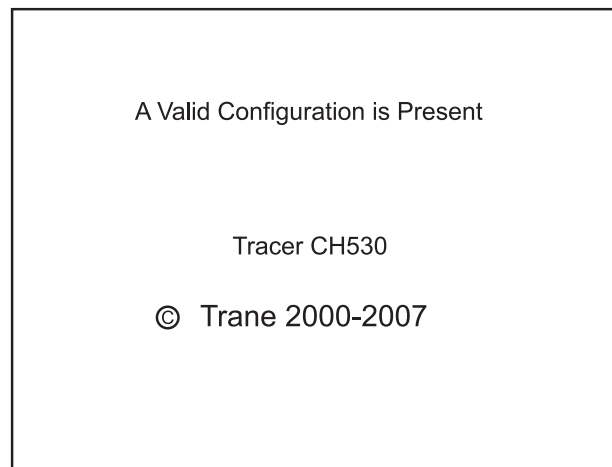 A Valid Configuration is Present
Tracer CH530
© Trane 2000-2007